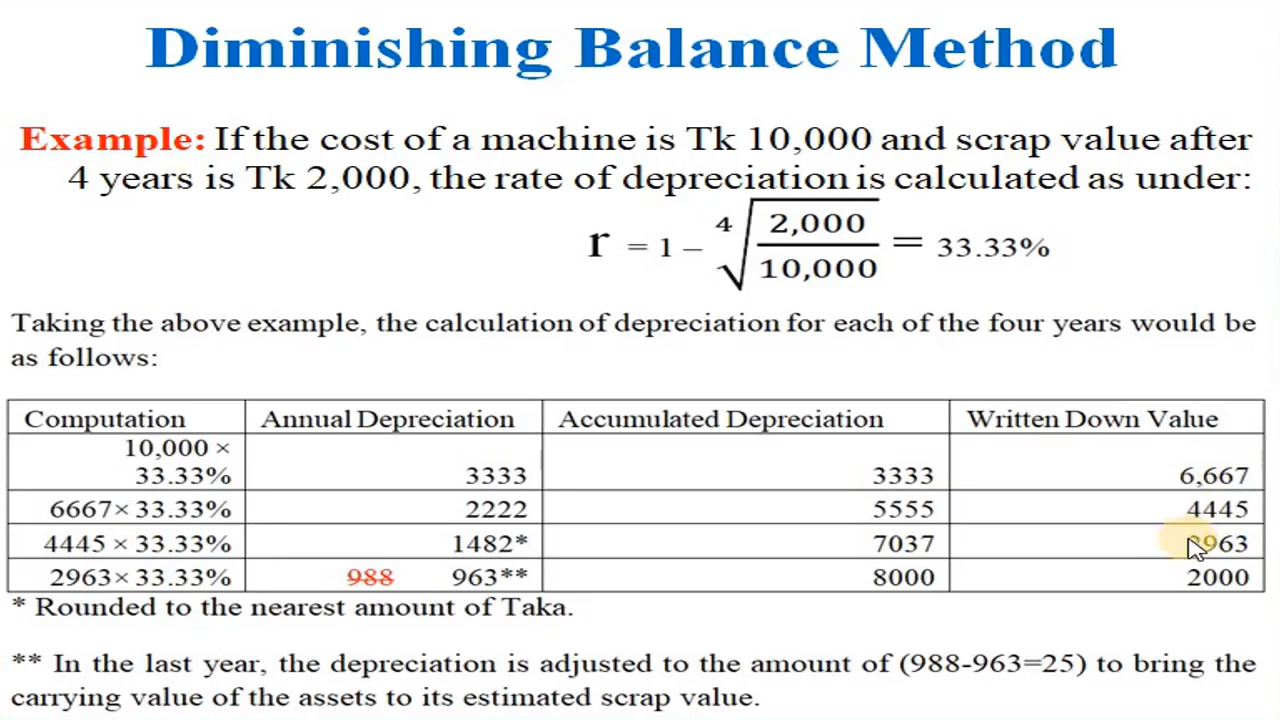 Diminishing Balance Method
Example: If the cost of a machine is Tk 10,000 and scrap value after
4 years is Tk 2,000, the rate of depreciation is calculated as under:
r = 1 – ⁴√(2,000/10,000) = 33.33%
Taking the above example, the calculation of depreciation for each of the four years would be
as follows:
Computation Annual Depreciation Accumulated Depreciation Written Down Value
10,000 ×
33.33% 3333 3333 6,667
6667× 33.33% 2222 5555 4445
4445 × 33.33% 1482* 7037 2963
2963× 33.33% 988 963** 8000 2000
* Rounded to the nearest amount of Taka.
** In the last year, the depreciation is adjusted to the amount of (988-963=25) to bring the
carrying value of the assets to its estimated scrap value.